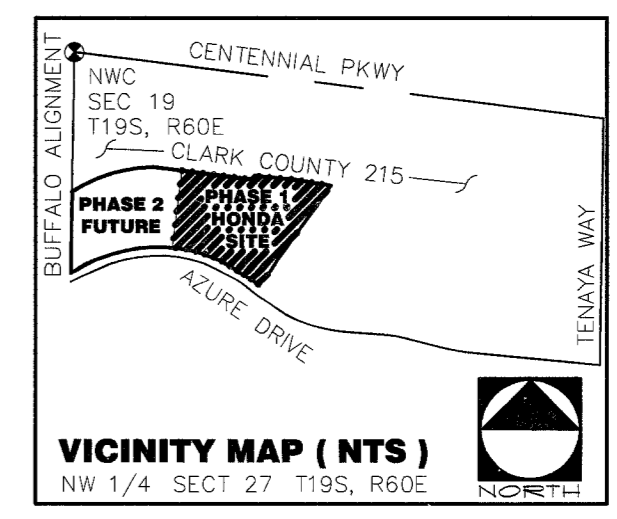 CENTENNIAL PKWY
BUFFALO ALIGNMENT
NWC
SEC 19
T19S, R60E
CLARK COUNTY 215
PHASE 2
FUTURE
PHASE 1
HONDA
SITE
AZURE DRIVE
TENAYA WAY
VICINITY MAP ( NTS )
NW 1/4 SECT 27 T19S, R60E
NORTH